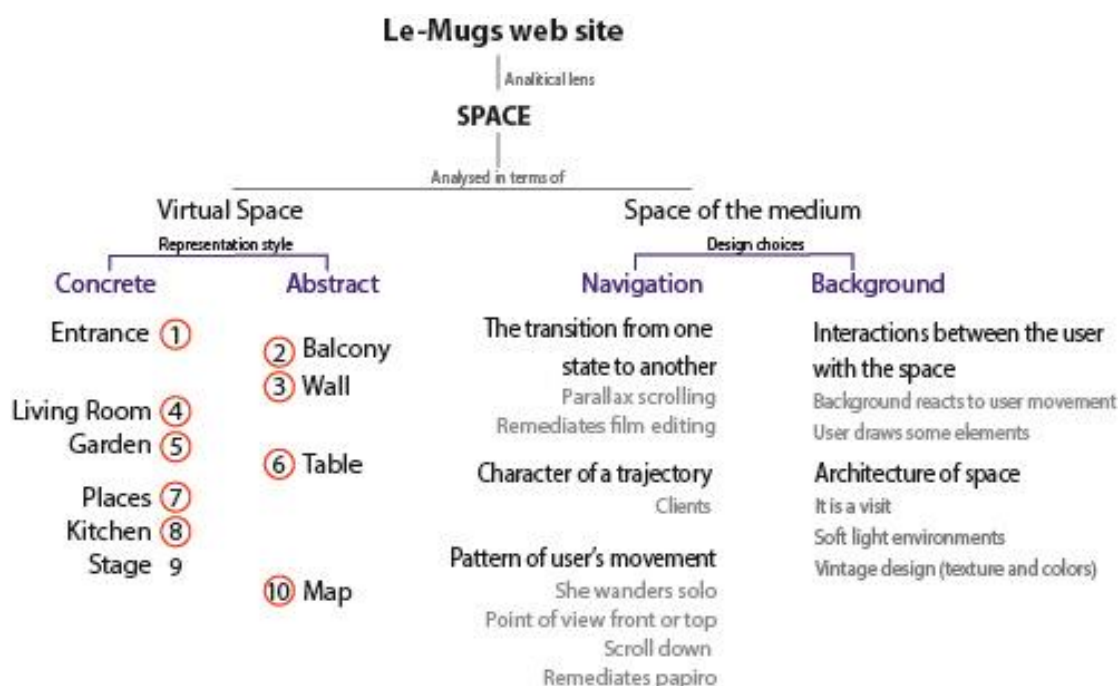 Le-Mugs web site
Analitical lens
SPACE
Analysed in terms of
Virtual Space
Representation style
Concrete
Entrance 1
Living Room 4
Garden 5
Places 7
Kitchen 8
Stage 9
Abstract
2 Balcony
3 Wall
6 Table
10 Map
Space of the medium
Design choices
Navigation
The transition from one
state to another
Parallax scrolling
Remediates film editing
Character of a trajectory
Clients
Pattern of user's movement
She wanders solo
Point of view front or top
Scroll down
Remediates papiro
Background
Interactions between the user
with the space
Background reacts to user movement
User draws some elements
Architecture of space
It is a visit
Soft light environments
Vintage design (texture and colors)